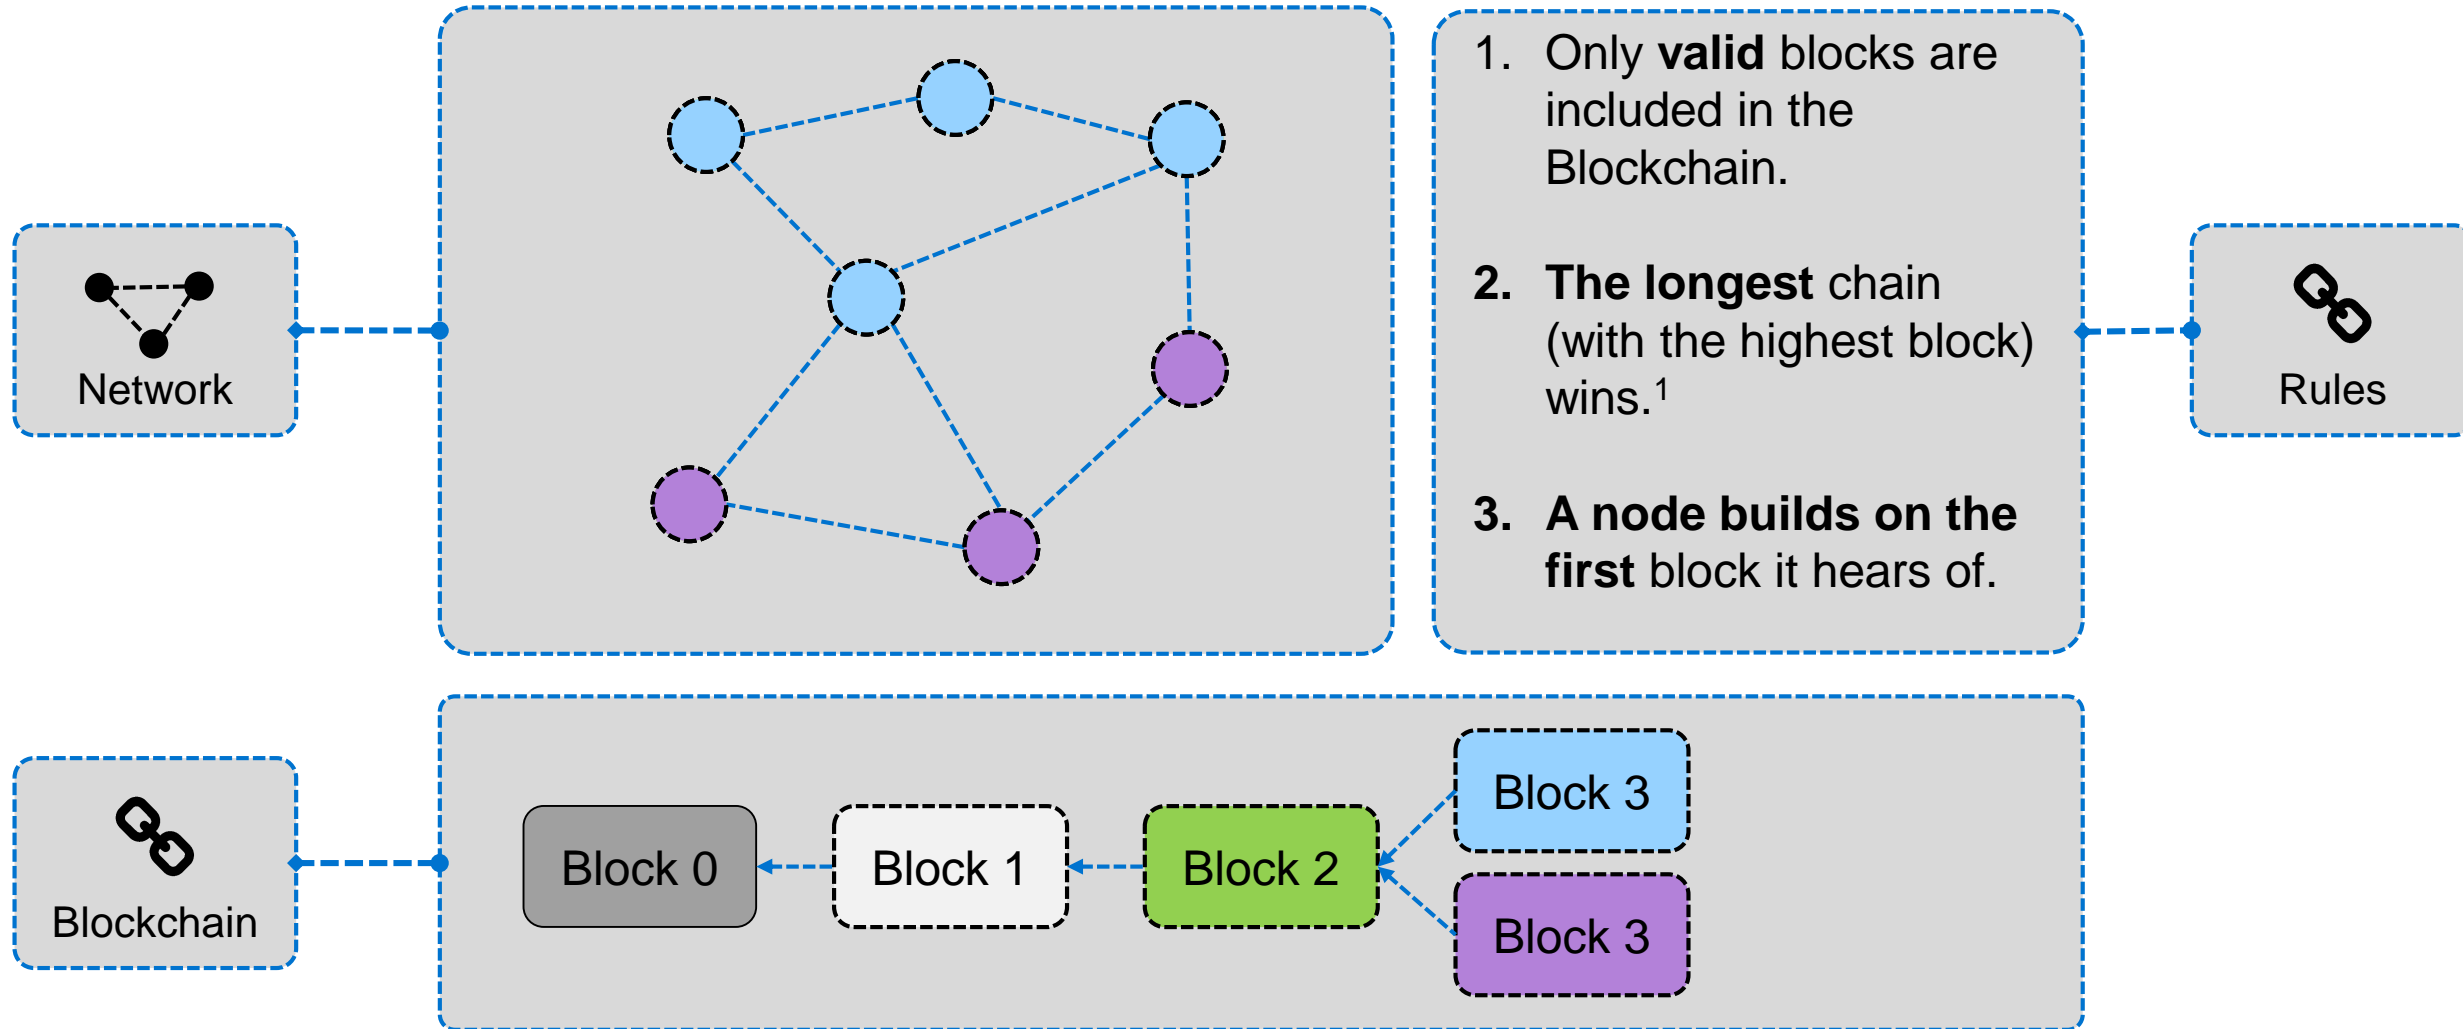 Network
1. Only valid blocks are
included in the
Blockchain.
2. The longest chain
(with the highest block)
wins.¹
3. A node builds on the
first block it hears of.
Rules
Blockchain
Block 0
Block 1
Block 2
Block 3
Block 3